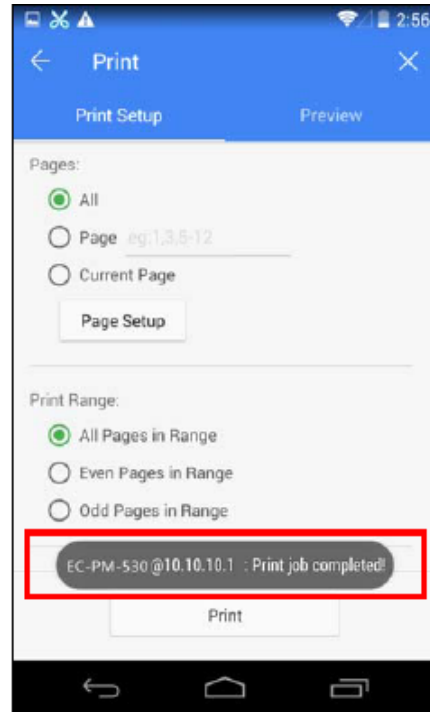 2:56
Print
Print Setup Preview
Pages:
All
Page eg:1,3,5-12
Current Page
Page Setup
Print Range:
All Pages in Range
Even Pages in Range
Odd Pages in Range
EC-PM-530@10.10.10.1 : Print job completed!
Print